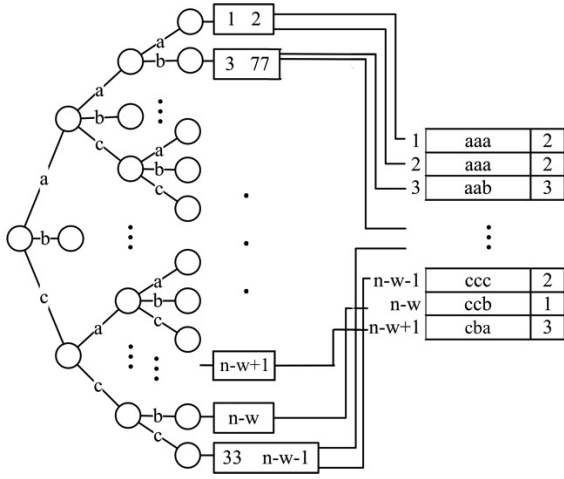 a 1 2
b 3 77
a
b
c a
a b 1 aaa 2
c 2 aaa 2
3 aab 3
b
a n-w-1 ccc 2
c a b n-w ccb 1
c n-w+1 cba 3
n-w+1
c b n-w
c 33 n-w-1